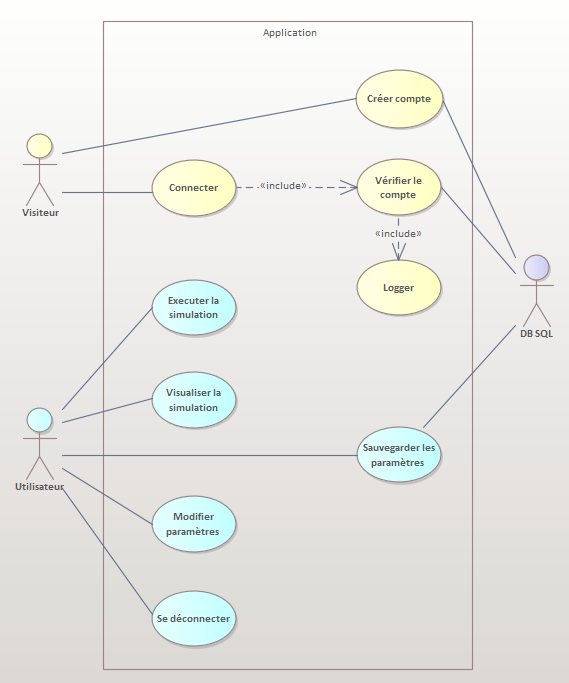 Application
Créer compte
Visiteur
Connecter
«include»
Vérifier le
compte
«include»
Logger
DB SQL
Executer la
simulation
Visualiser la
simulation
Utilisateur
Sauvegarder les
paramètres
Modifier
paramètres
Se déconnecter